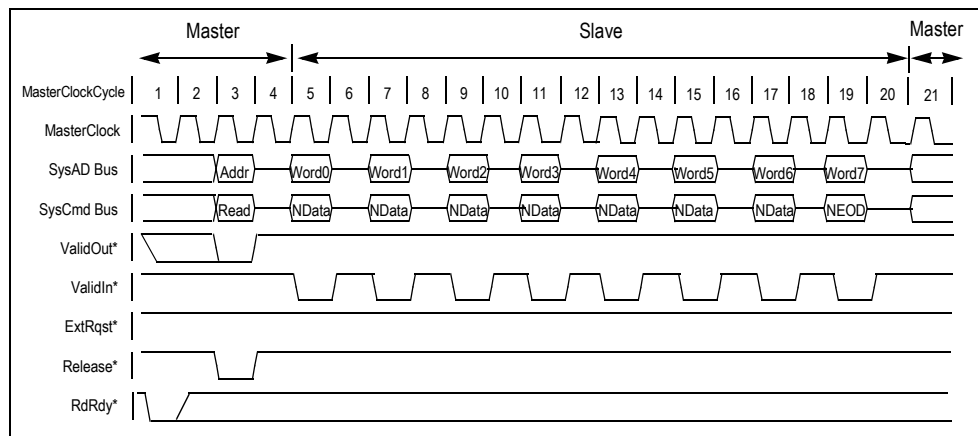 Master Slave Master
MasterClockCycle 1 2 3 4 5 6 7 8 9 10 11 12 13 14 15 16 17 18 19 20 21
MasterClock
SysAD Bus Addr Word0 Word1 Word2 Word3 Word4 Word5 Word6 Word7
SysCmd Bus Read NData NData NData NData NData NData NData NEOD
ValidOut*
ValidIn*
ExtRqst*
Release*
RdRdy*